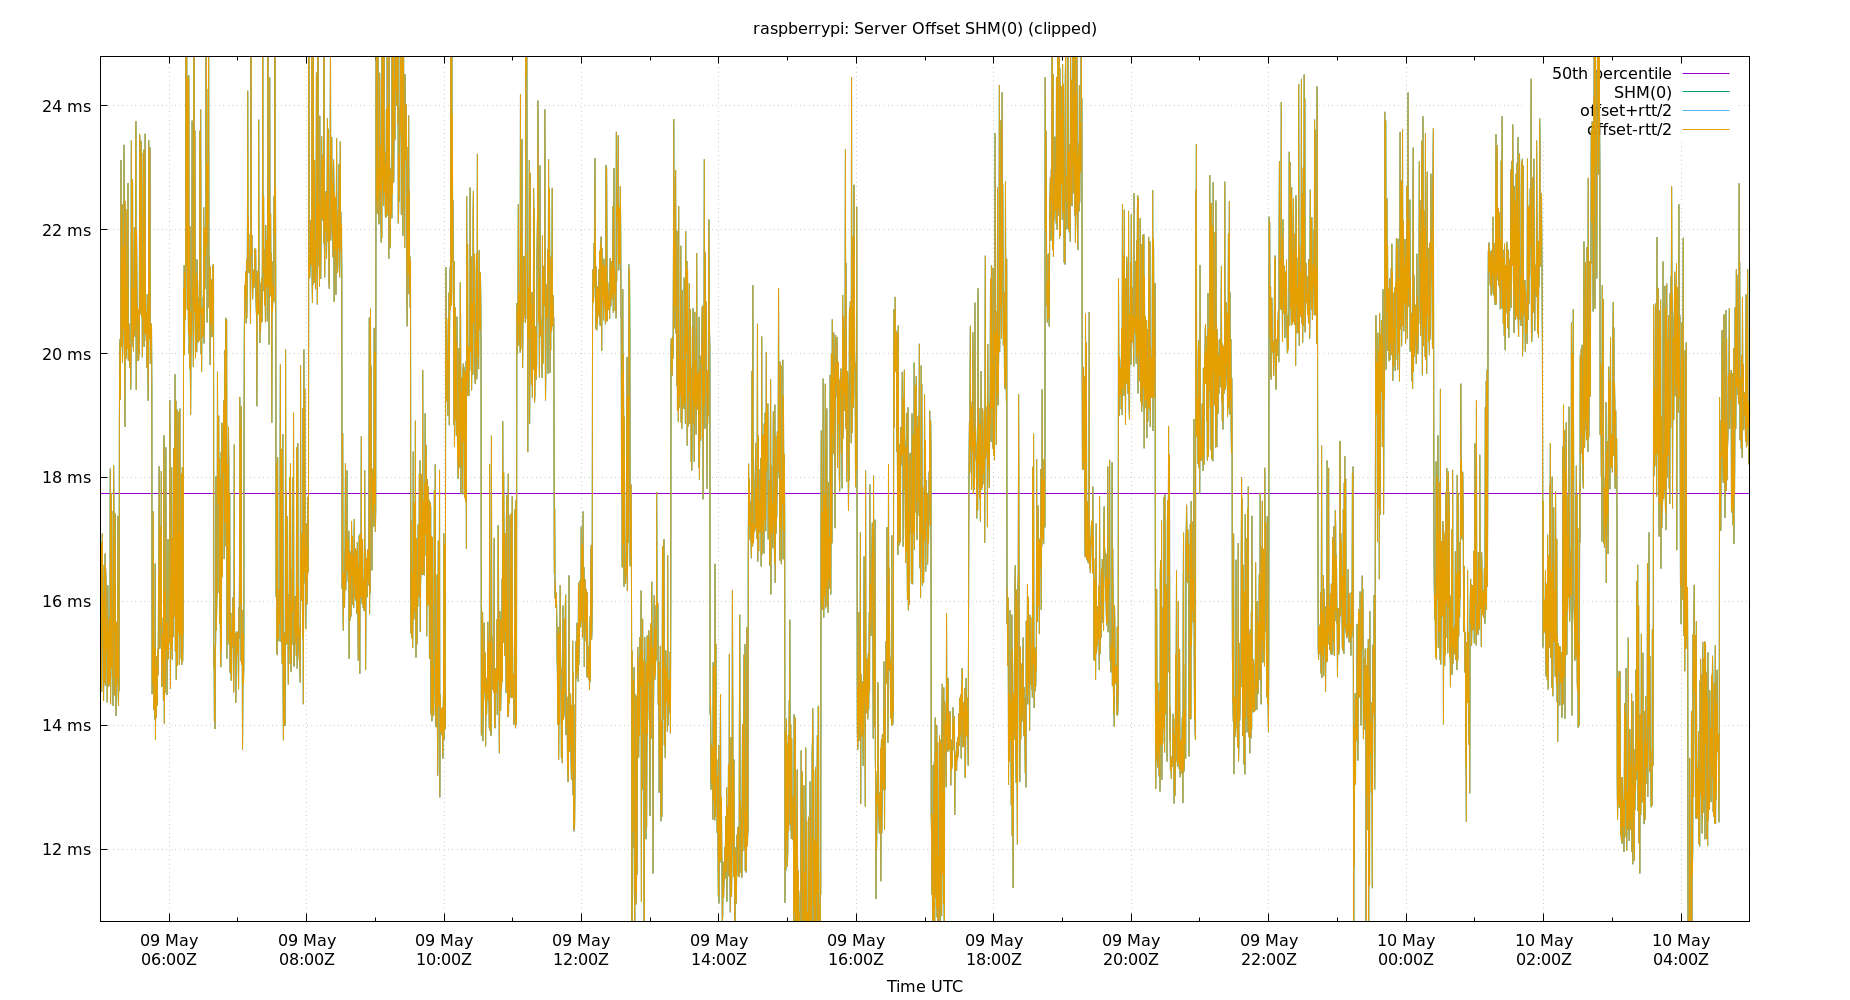 raspberrypi: Server Offset SHM(0) (clipped)
50th percentile
SHM(0)
offset+rtt/2
offset-rtt/2
24 ms
22 ms
20 ms
18 ms
16 ms
14 ms
12 ms
09 May 09 May 09 May 09 May 09 May 09 May 09 May 09 May 09 May 10 May 10 May 10 May
06:00Z 08:00Z 10:00Z 12:00Z 14:00Z 16:00Z 18:00Z 20:00Z 22:00Z 00:00Z 02:00Z 04:00Z
Time UTC